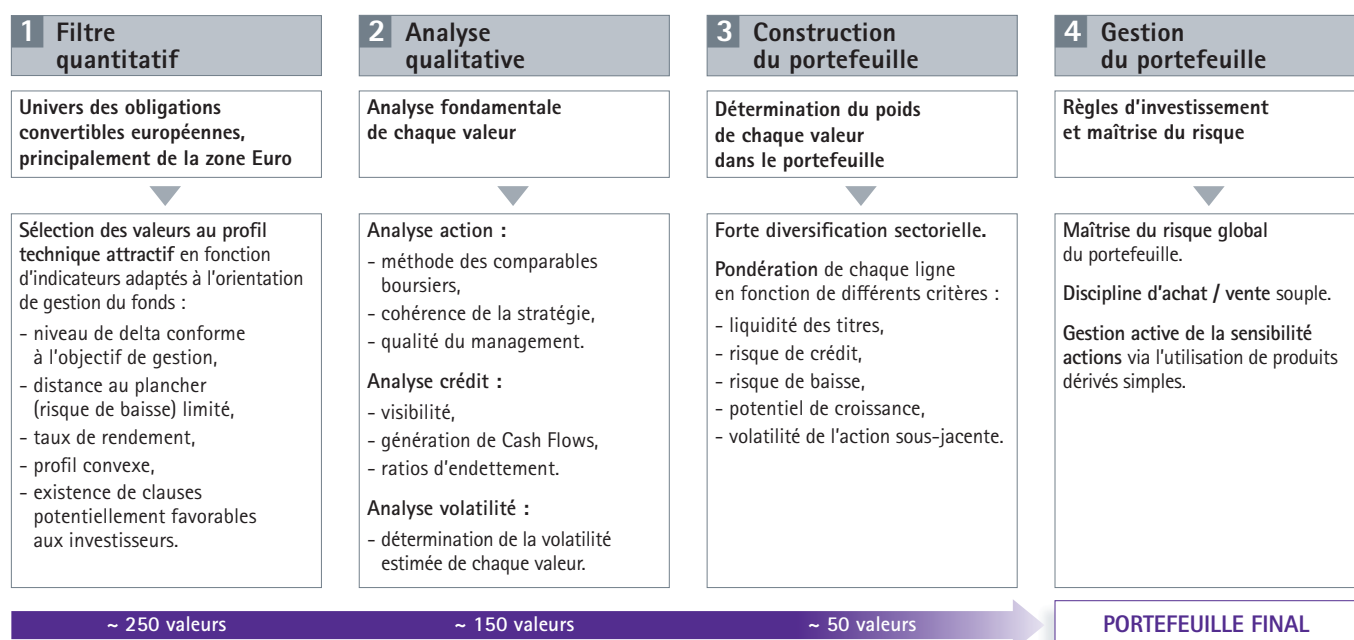 1 Filtre
quantitatif
Univers des obligations
convertibles européennes,
principalement de la zone Euro
Sélection des valeurs au profil
technique attractif en fonction
d'indicateurs adaptés à l'orientation
de gestion du fonds :
- niveau de delta conforme
à l'objectif de gestion,
- distance au plancher
(risque de baisse) limité,
- taux de rendement,
- profil convexe,
- existence de clauses
potentiellement favorables
aux investisseurs.
2 Analyse
qualitative
Analyse fondamentale
de chaque valeur
Analyse action :
- méthode des comparables
boursiers,
- cohérence de la stratégie,
- qualité du management.
Analyse crédit :
- visibilité,
- génération de Cash Flows,
- ratios d'endettement.
Analyse volatilité :
- détermination de la volatilité
estimée de chaque valeur.
3 Construction
du portefeuille
Détermination du poids
de chaque valeur
dans le portefeuille
Forte diversification sectorielle.
Pondération de chaque ligne
en fonction de différents critères :
- liquidité des titres,
- risque de crédit,
- risque de baisse,
- potentiel de croissance,
- volatilité de l'action sous-jacente.
4 Gestion
du portefeuille
Règles d'investissement
et maîtrise du risque
Maîtrise du risque global
du portefeuille.
Discipline d'achat / vente souple.
Gestion active de la sensibilité
actions via l'utilisation de produits
dérivés simples.
~ 250 valeurs
~ 150 valeurs
~ 50 valeurs
PORTEFEUILLE FINAL